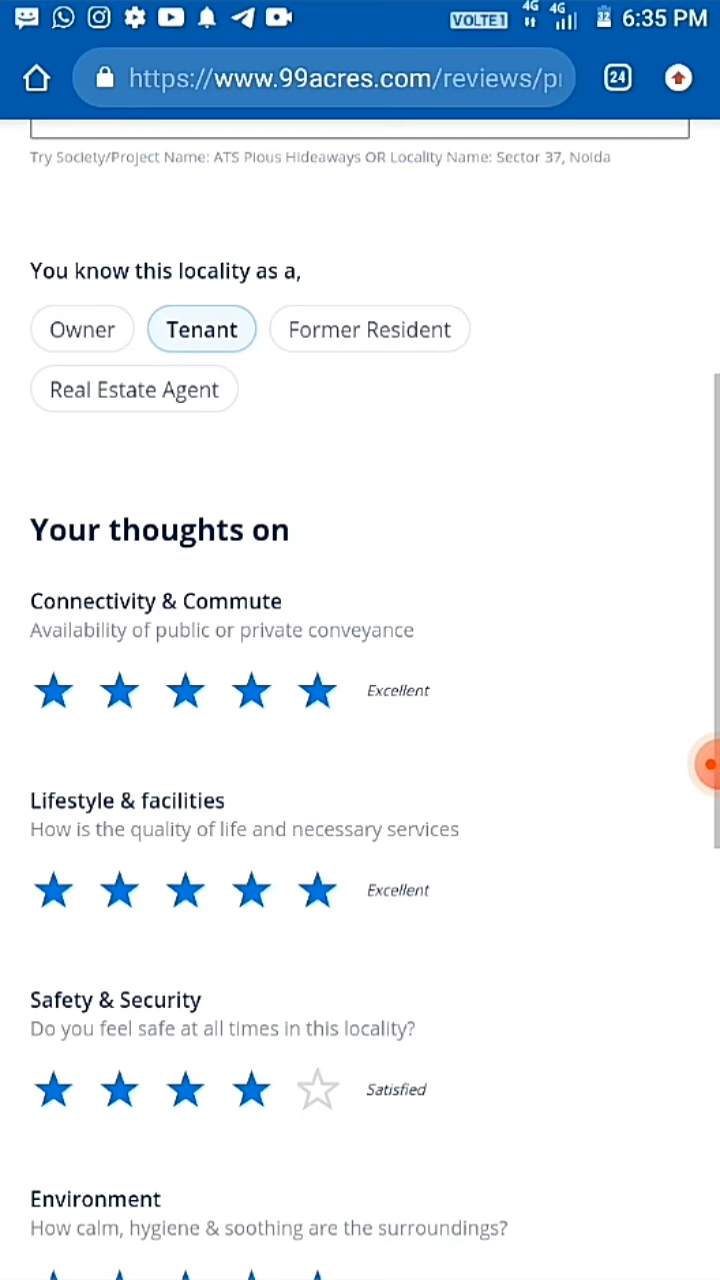 VOLTE1 4G 4G 32 6:35 PM
https://www.99acres.com/reviews/p 24
Try Society/Project Name: ATS Pious Hideaways OR Locality Name: Sector 37, Noida
You know this locality as a,
Owner Tenant Former Resident
Real Estate Agent
Your thoughts on
Connectivity & Commute
Availability of public or private conveyance
Excellent
Lifestyle & facilities
How is the quality of life and necessary services
Excellent
Safety & Security
Do you feel safe at all times in this locality?
Satisfied
Environment
How calm, hygiene & soothing are the surroundings?